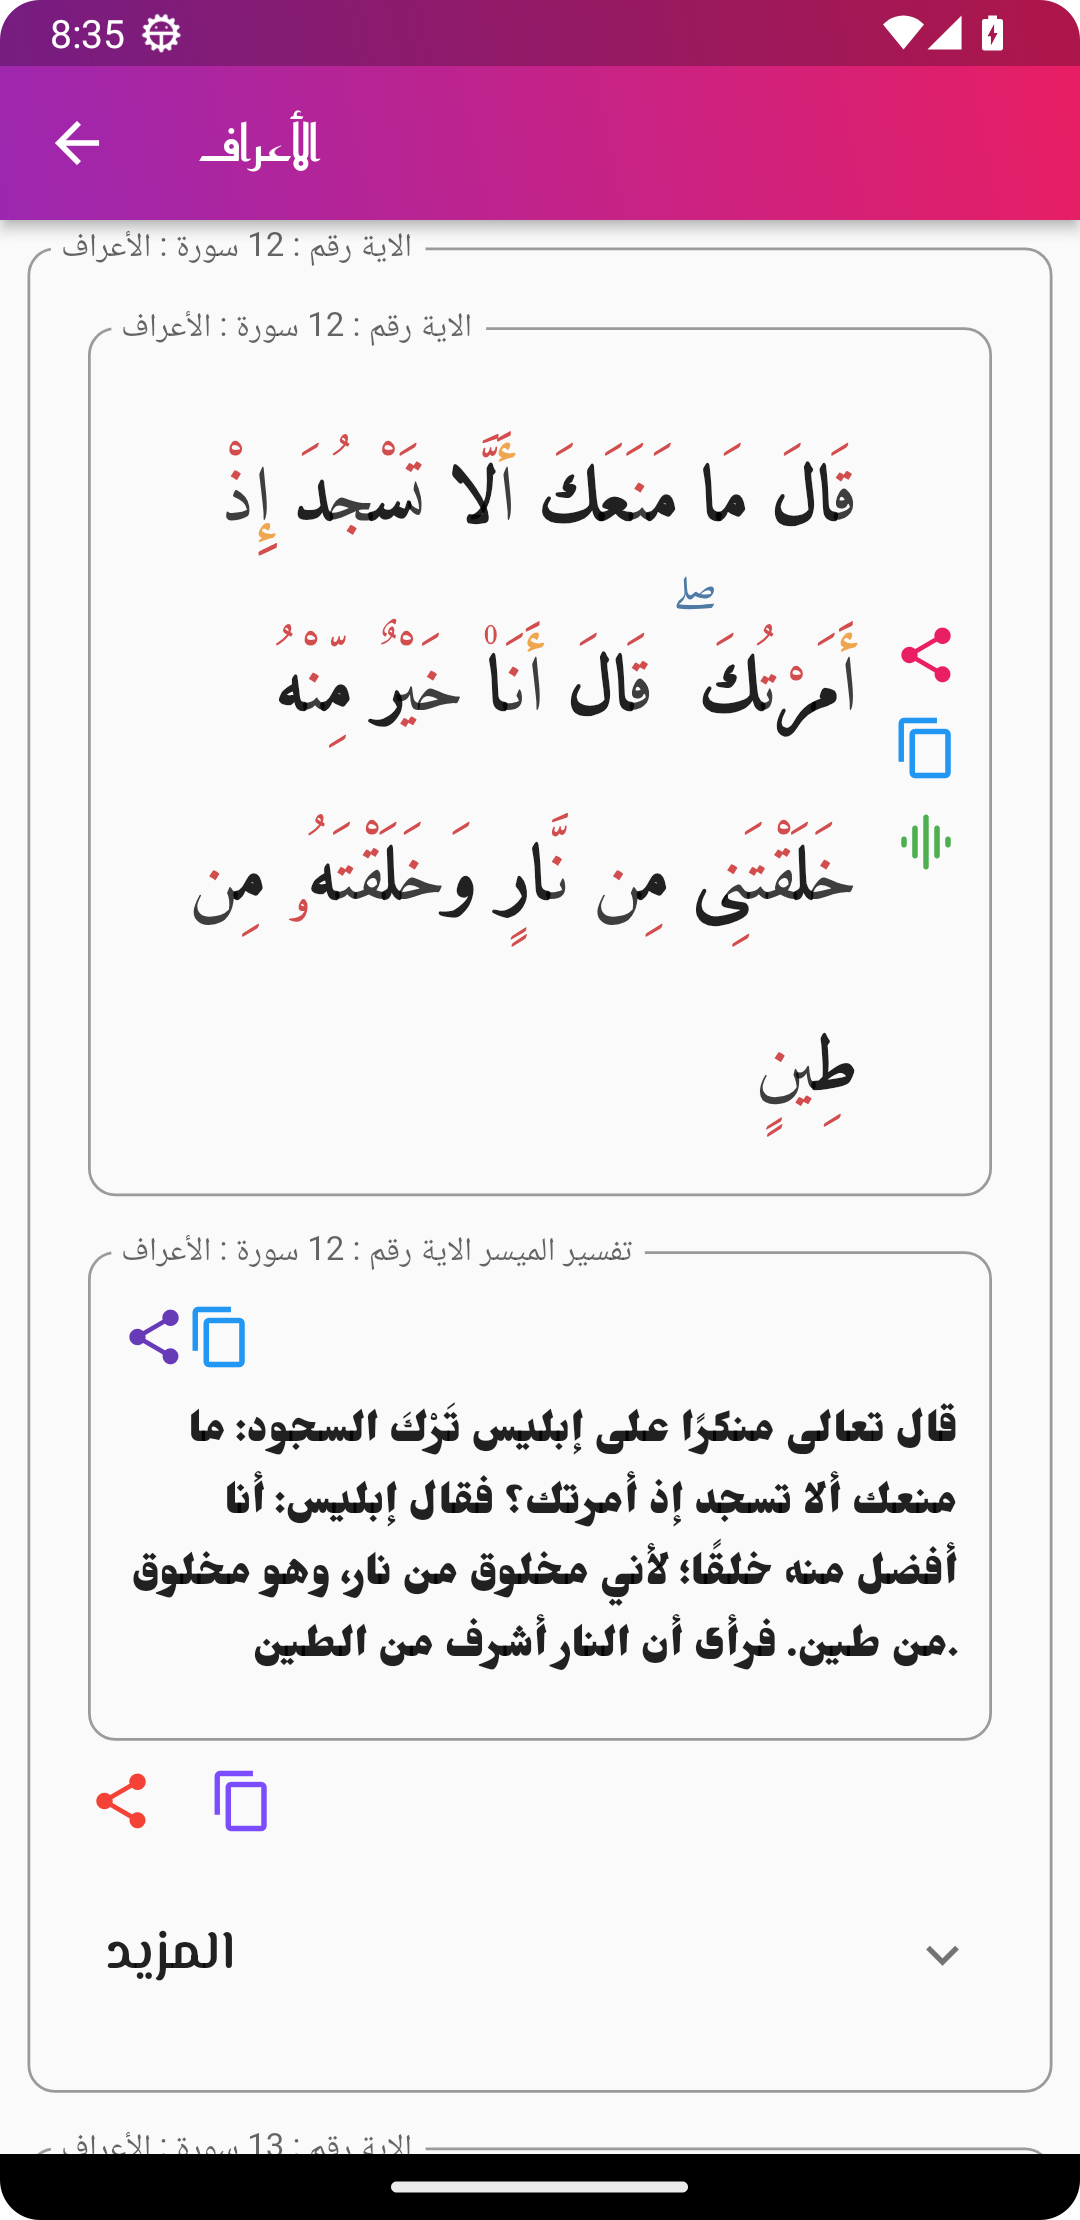 8:35
الأعراف
الاية رقم : 12 سورة : الأعراف
الاية رقم : 12 سورة : الأعراف
قَالَ مَا مَنَعَكَ أَلَّا تَسْجُدَ إِذْ
أَمَرْتُكَ ۖ قَالَ أَنَا۠ خَيْرٌ مِّنْهُ
خَلَقْتَنِى مِن نَّارٍ وَخَلَقْتَهُۥ مِن
طِينٍ
تفسير الميسر الاية رقم : 12 سورة : الأعراف
قال تعالى منكرًا على إبليس تَرْكَ السجود: ما
منعك ألا تسجد إذ أمرتك؟ فقال إبليس: أنا
أفضل منه خلقًا؛ لأني مخلوق من نار، وهو مخلوق
من طين. فرأى أن النار أشرف من الطين.
المزيد
الاية رقم : 13 سورة : الأعراف